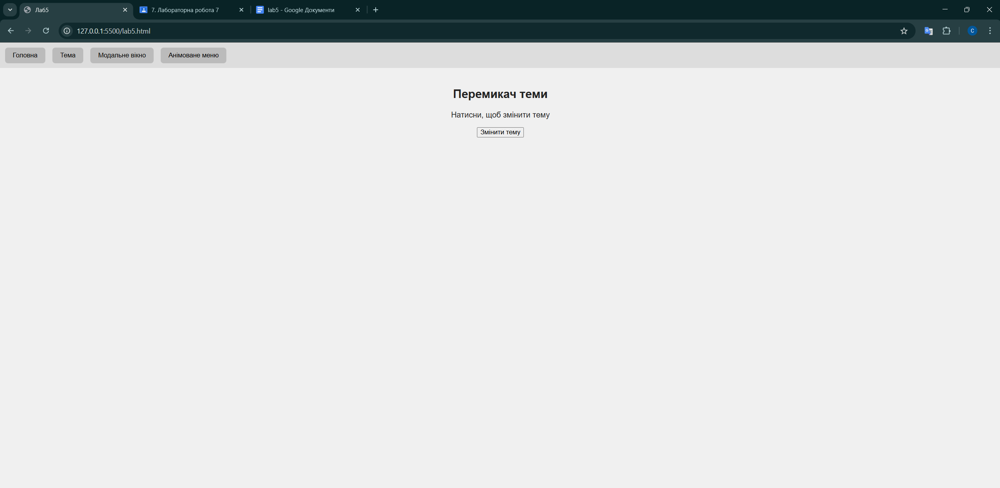 Лаб5
7. Лабораторна робота 7
lab5 - Google Документи
127.0.0.1:5500/lab5.html
C
Головна
Тема
Модальне вікно
Анімоване меню
Перемикач теми
Натисни, щоб змінити тему
Змінити тему